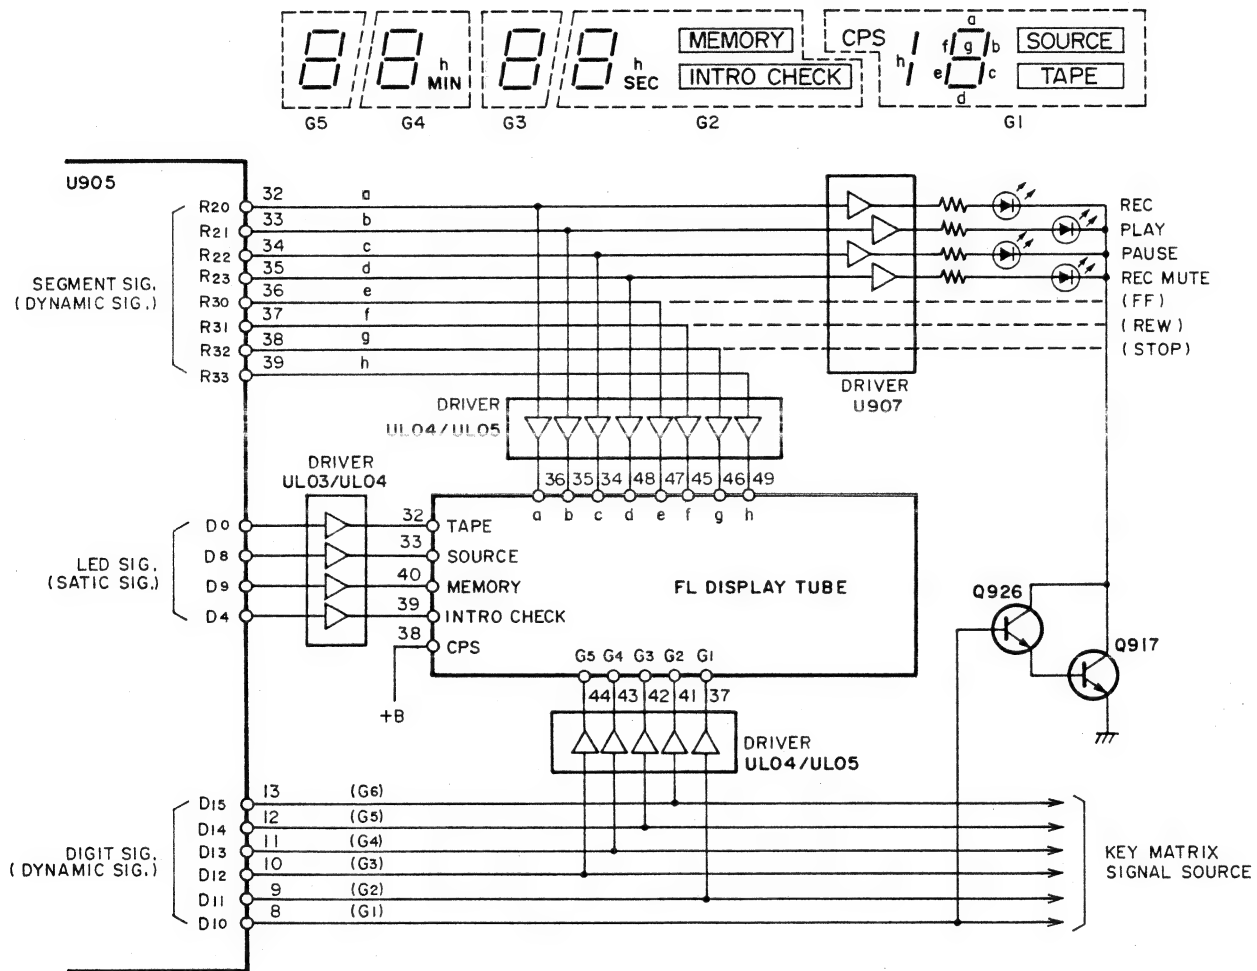 a
MEMORY
SOURCE
CPS
h f g b
h
MIN
h
SEC
INTRO CHECK
e c
TAPE
d
G5 G4 G3 G2 G1
U905
R20 32 a REC
R21 33 b PLAY
R22 34 c PAUSE
R23 35 d REC MUTE
R30 36 e (FF)
R31 37 f (REW)
R32 38 g (STOP)
R33 39 h
SEGMENT SIG.
(DYNAMIC SIG.)
DRIVER
U907
DRIVER
UL04/UL05
DRIVER
UL03/UL04
36 35 34 48 47 45 46 49
a b c d e f g h
D0 32 TAPE
D8 33 SOURCE
D9 40 MEMORY
D4 39 INTRO CHECK
38 CPS
LED SIG.
(SATIC SIG.)
FL DISPLAY TUBE
+B
G5 G4 G3 G2 G1
44 43 42 41 37
DRIVER
UL04/UL05
Q926
Q917
D15 13 (G6)
D14 12 (G5)
D13 11 (G4)
D12 10 (G3)
D11 9 (G2)
D10 8 (G1)
DIGIT SIG.
(DYNAMIC SIG.)
KEY MATRIX
SIGNAL SOURCE